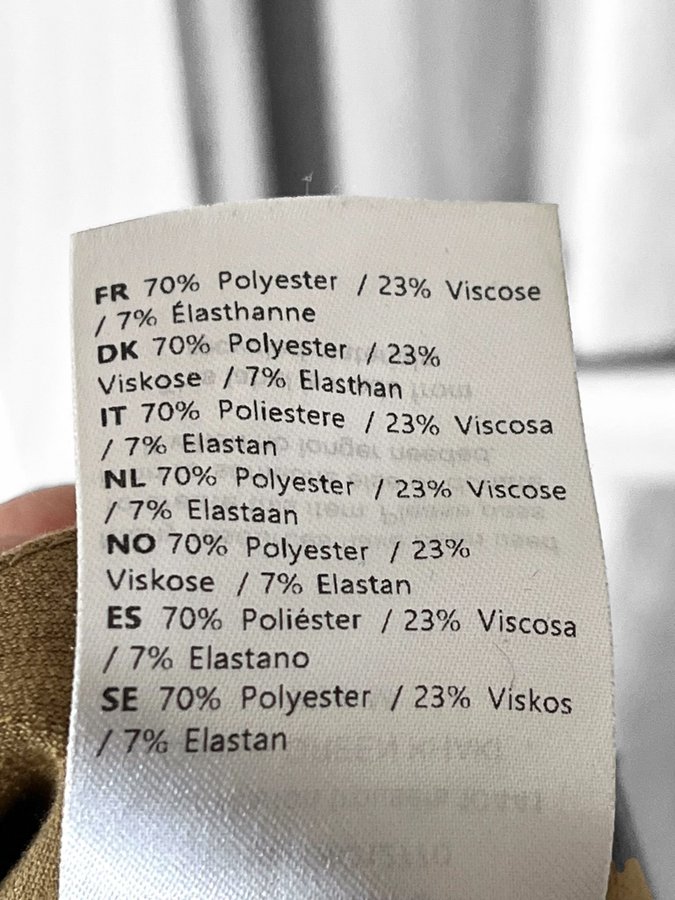 FR 70% Polyester / 23% Viscose
/ 7% Élasthanne
DK 70% Polyester / 23%
Viskose / 7% Elasthan
IT 70% Poliestere / 23% Viscosa
/ 7% Elastan
NL 70% Polyester / 23% Viscose
/ 7% Elastaan
NO 70% Polyester / 23%
Viskose / 7% Elastan
ES 70% Poliéster / 23% Viscosa
/ 7% Elastano
SE 70% Polyester / 23% Viskos
/ 7% Elastan